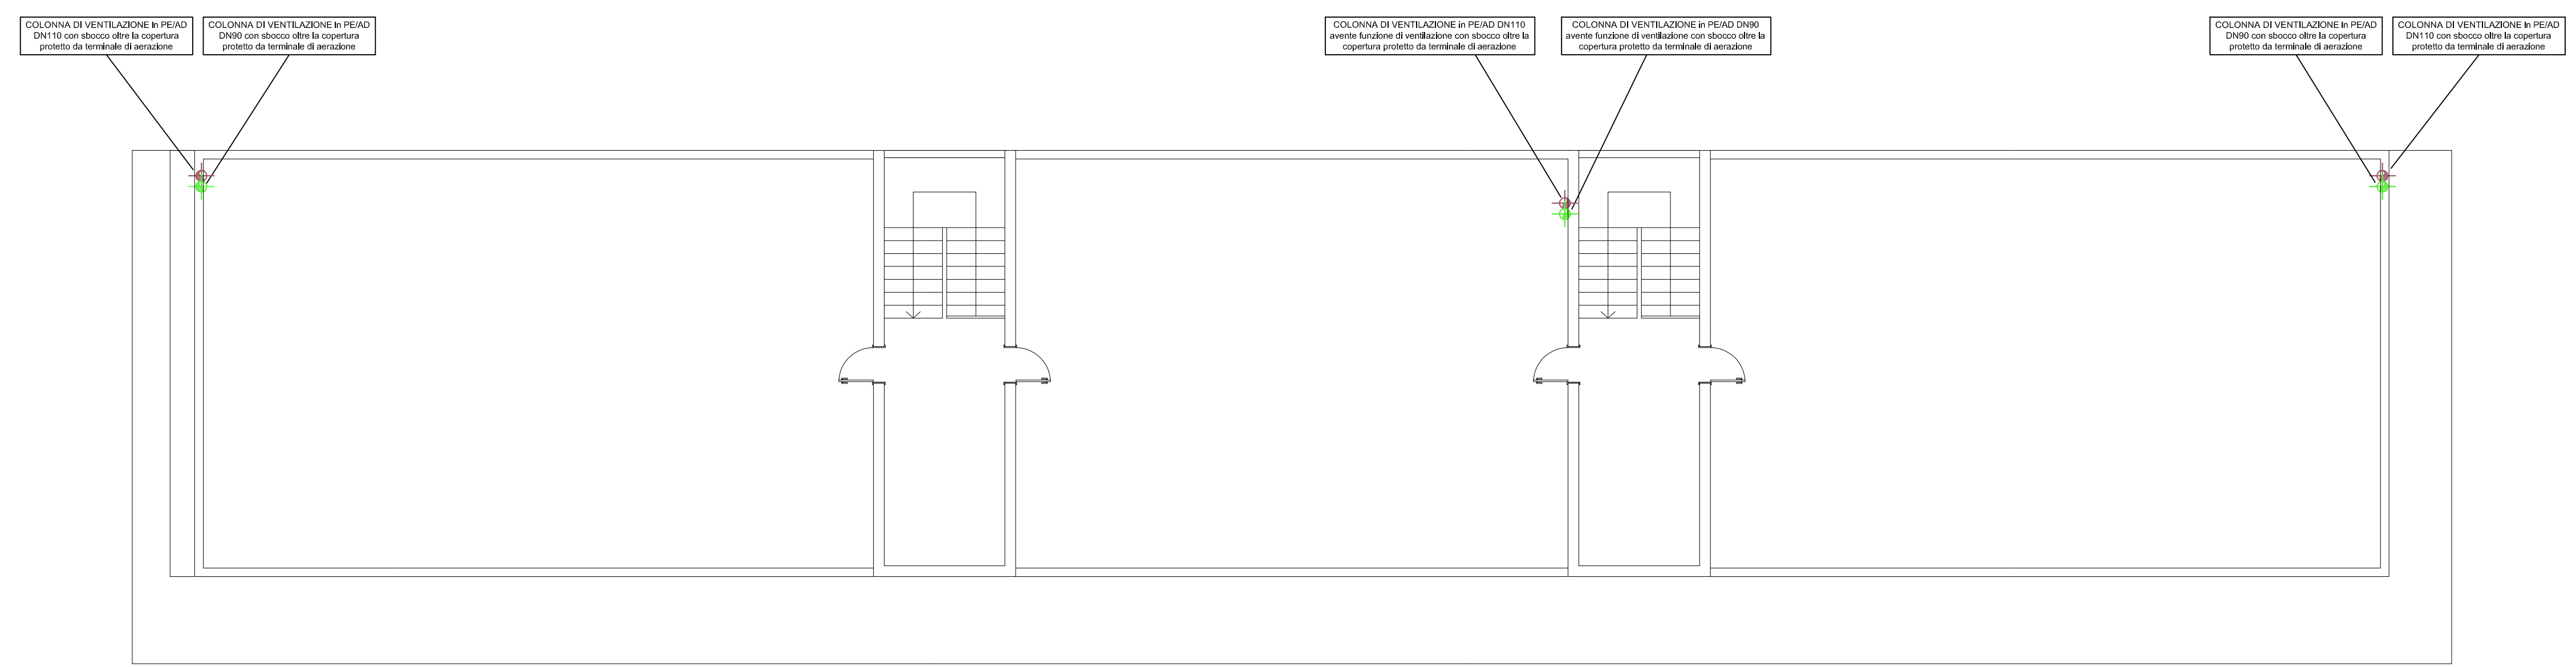 COLONNA DI VENTILAZIONE in PE/AD
DN110 con sbocco oltre la copertura
protetto da terminale di aerazione
COLONNA DI VENTILAZIONE in PE/AD
DN90 con sbocco oltre la copertura
protetto da terminale di aerazione
COLONNA DI VENTILAZIONE in PE/AD DN110
avente funzione di ventilazione con sbocco oltre la
copertura protetto da terminale di aerazione
COLONNA DI VENTILAZIONE in PE/AD DN90
avente funzione di ventilazione con sbocco oltre la
copertura protetto da terminale di aerazione
COLONNA DI VENTILAZIONE in PE/AD
DN90 con sbocco oltre la copertura
protetto da terminale di aerazione
COLONNA DI VENTILAZIONE in PE/AD
DN110 con sbocco oltre la copertura
protetto da terminale di aerazione